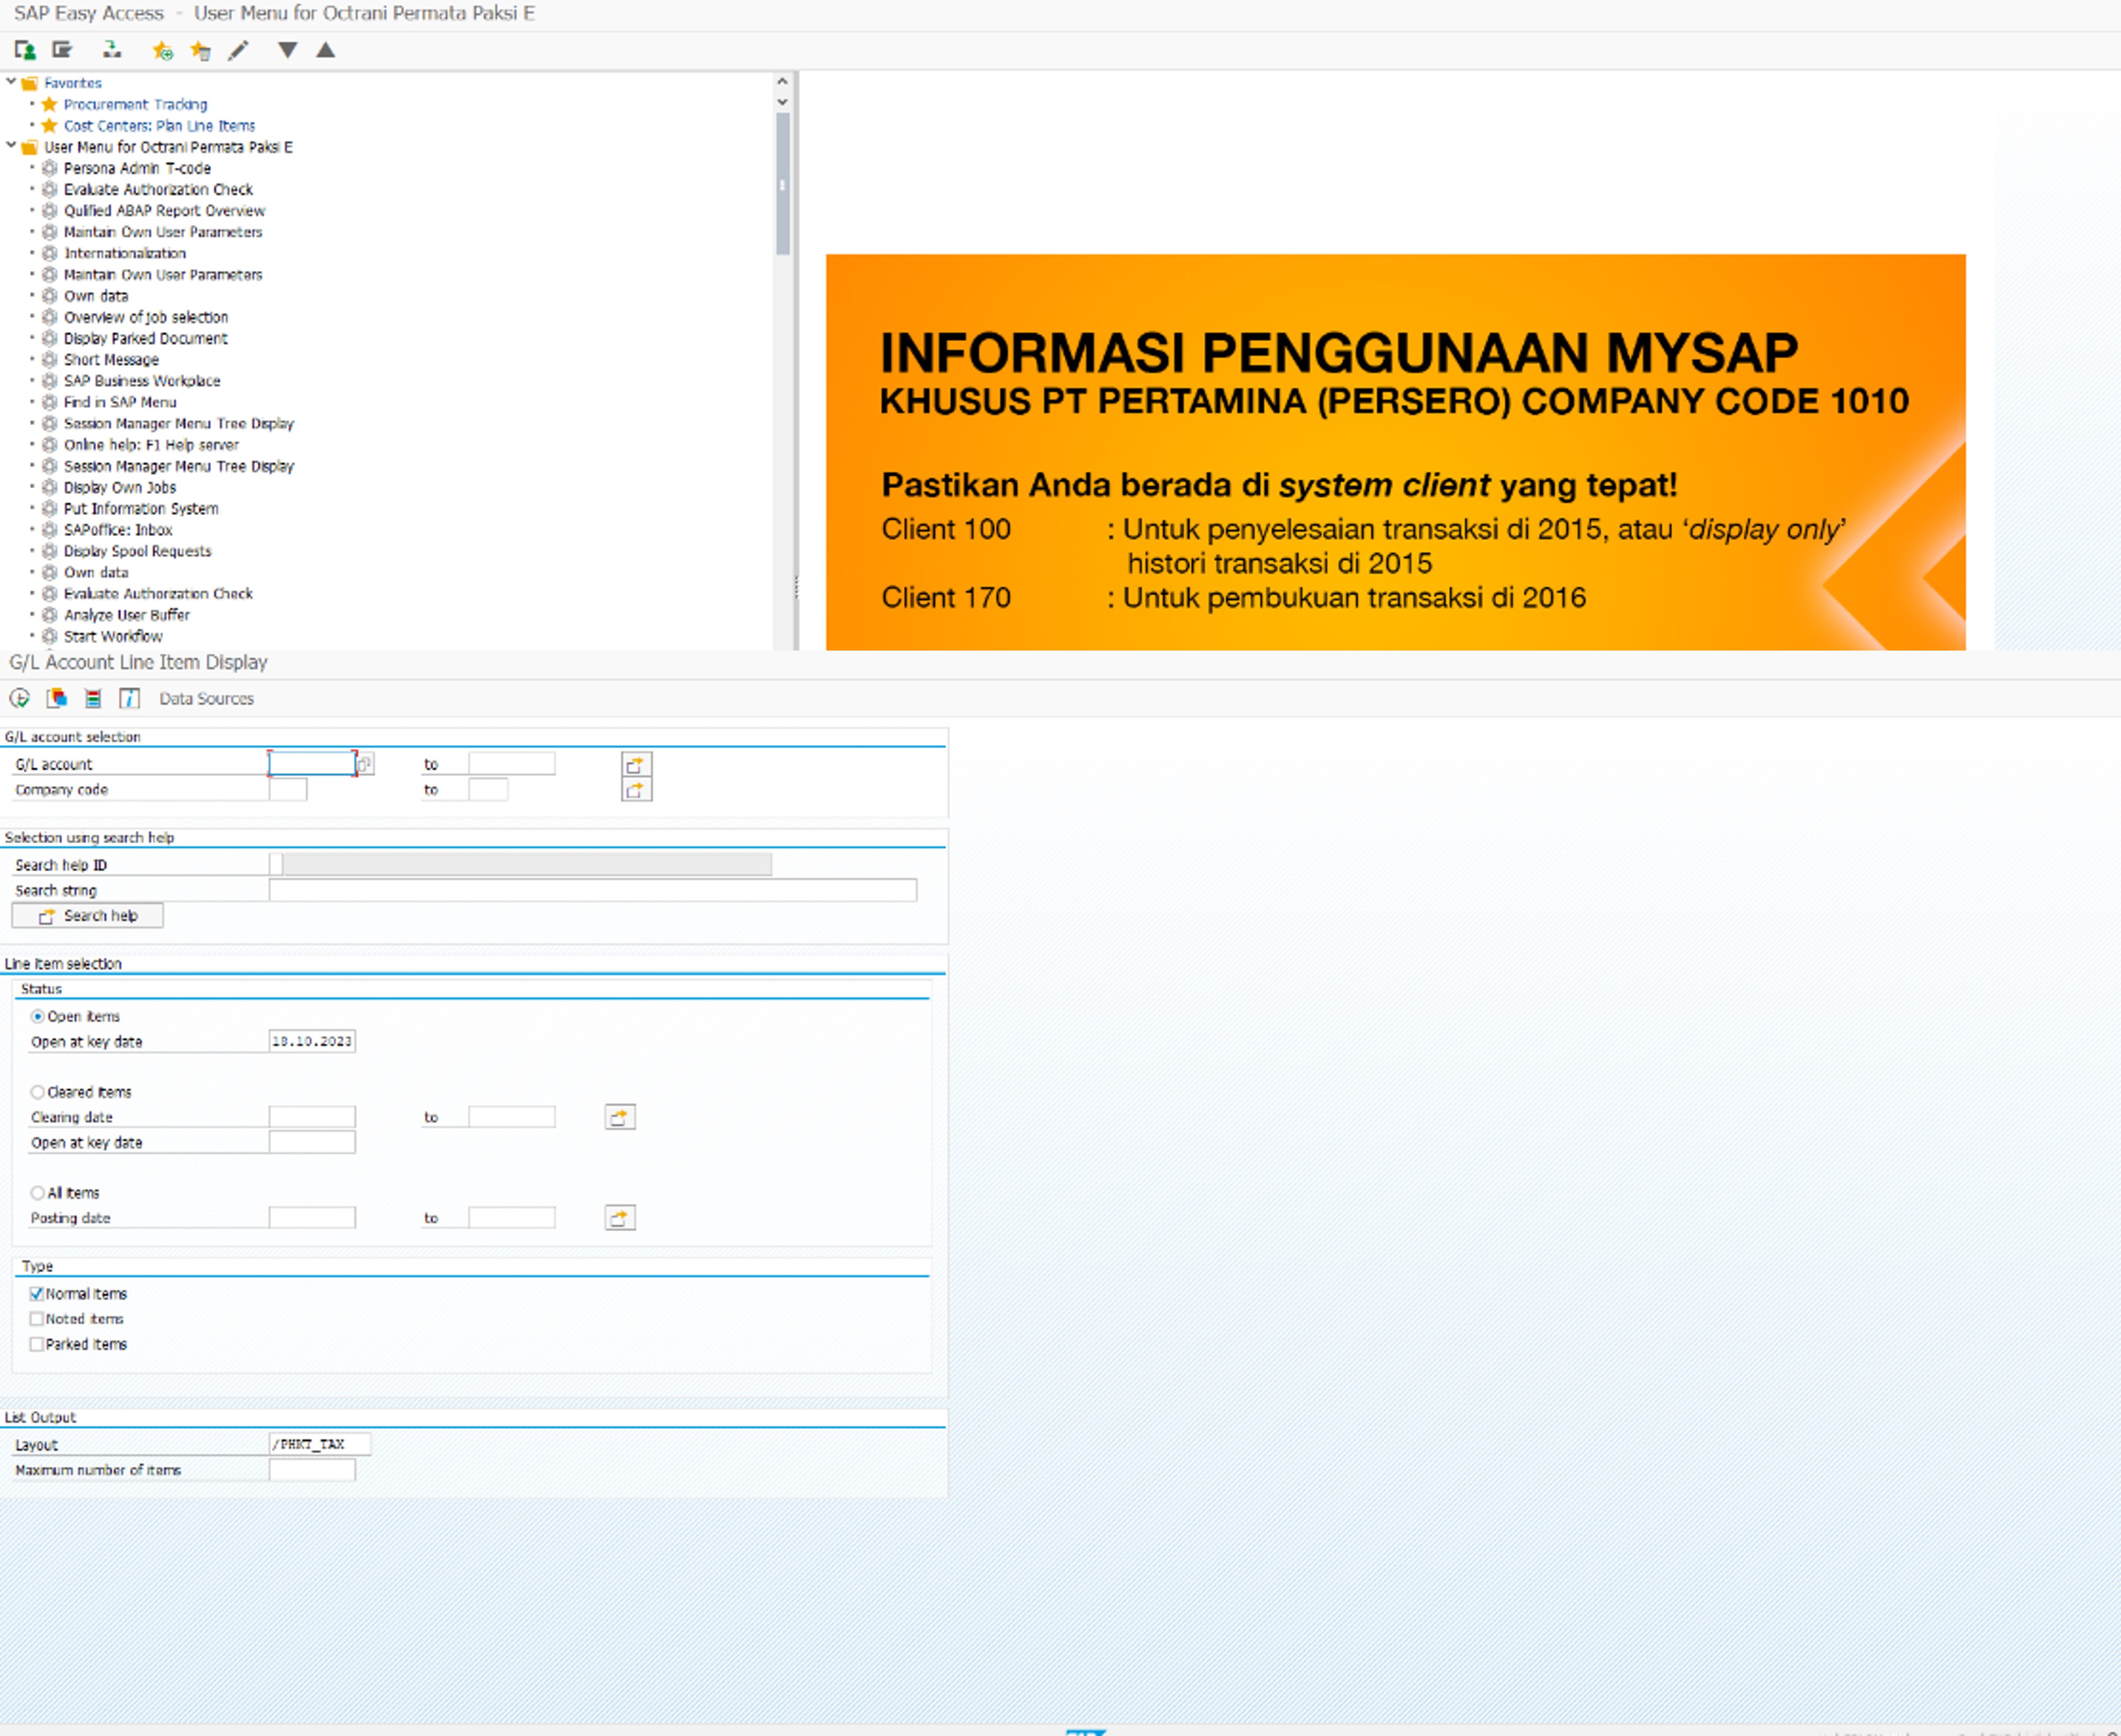 SAP Easy Access - User Menu for Octrani Permata Paksi E
Favorites
Procurement Tracking
Cost Centers: Plan Line Items
User Menu for Octrani Permata Paksi E
Persona Admin T-code
Evaluate Authorization Check
Qulified ABAP Report Overview
Maintain Own User Parameters
Internationalization
Maintain Own User Parameters
Own data
Overview of job selection
Display Parked Document
Short Message
SAP Business Workplace
Find in SAP Menu
Session Manager Menu Tree Display
Online help: F1 Help server
Session Manager Menu Tree Display
Display Own Jobs
Put Information System
SAPoffice: Inbox
Display Spool Requests
Own data
Evaluate Authorization Check
Analyze User Buffer
Start Workflow
INFORMASI PENGGUNAAN MYSAP
KHUSUS PT PERTAMINA (PERSERO) COMPANY CODE 1010
Pastikan Anda berada di system client yang tepat!
Client 100 : Untuk penyelesaian transaksi di 2015, atau ‘display only’
histori transaksi di 2015
Client 170 : Untuk pembukuan transaksi di 2016
G/L Account Line Item Display
Data Sources
G/L account selection
G/L account to
Company code to
Selection using search help
Search help ID
Search string
Search help
Line item selection
Status
Open items
Open at key date 18.10.2023
Cleared items
Clearing date to
Open at key date
All items
Posting date to
Type
Normal items
Noted items
Parked items
List Output
Layout /PHKT_TAX
Maximum number of items